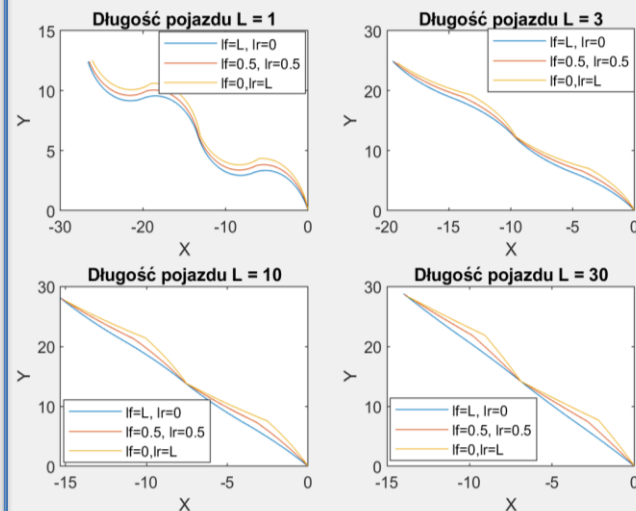 Długość pojazdu L = 1
15
10
5
0
Y
-30
-20
-10
0
X
lf=L, lr=0
lf=0.5, lr=0.5
lf=0,lr=L
Długość pojazdu L = 3
30
20
10
0
Y
-20
-15
-10
-5
0
X
lf=L, lr=0
lf=0.5, lr=0.5
lf=0,lr=L
Długość pojazdu L = 10
30
20
10
0
Y
-15
-10
-5
0
X
lf=L, lr=0
lf=0.5, lr=0.5
lf=0,lr=L
Długość pojazdu L = 30
30
20
10
0
Y
-15
-10
-5
0
X
lf=L, lr=0
lf=0.5, lr=0.5
lf=0,lr=L